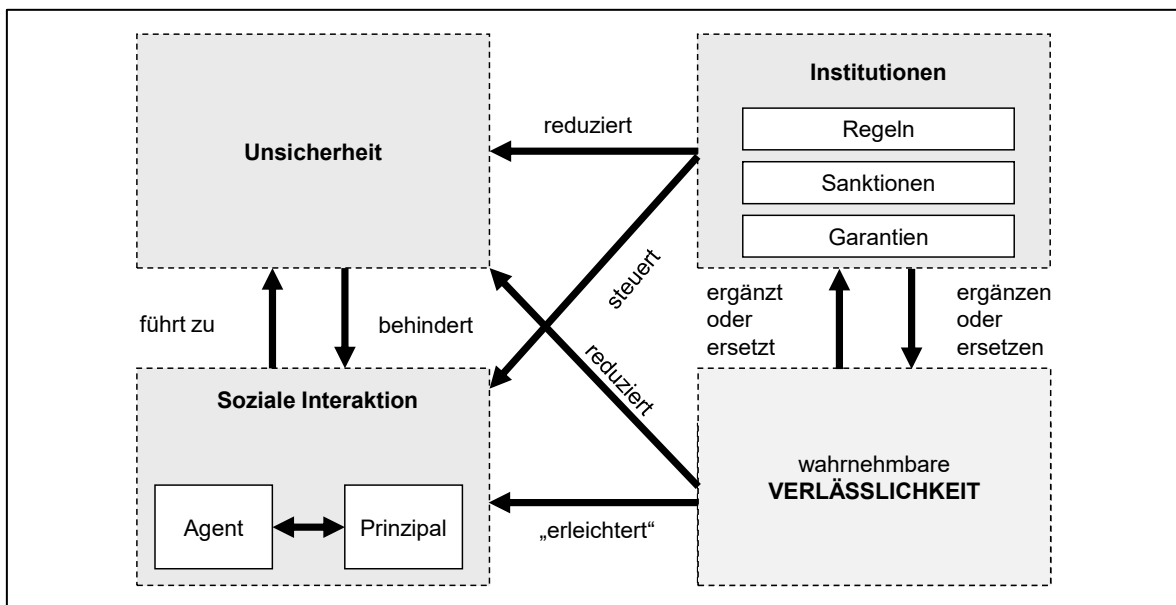 Institutionen
Regeln
Sanktionen
Garantien
Unsicherheit
reduziert
steuert
reduziert
führt zu
behindert
ergänzt
oder
ersetzt
ergänzen
oder
ersetzen
Soziale Interaktion
Agent
Prinzipal
„erleichtert“
wahrnehmbare
VERLÄSSLICHKEIT